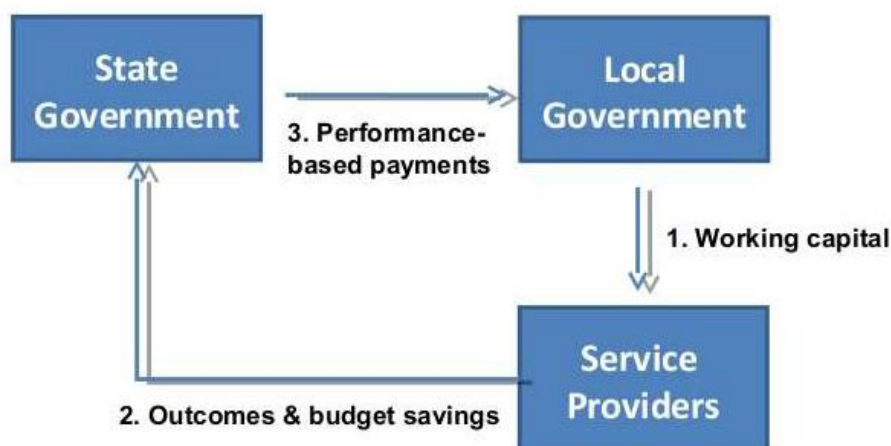 State
Government
Local
Government
3. Performance-
based payments
1. Working capital
Service
Providers
2. Outcomes & budget savings